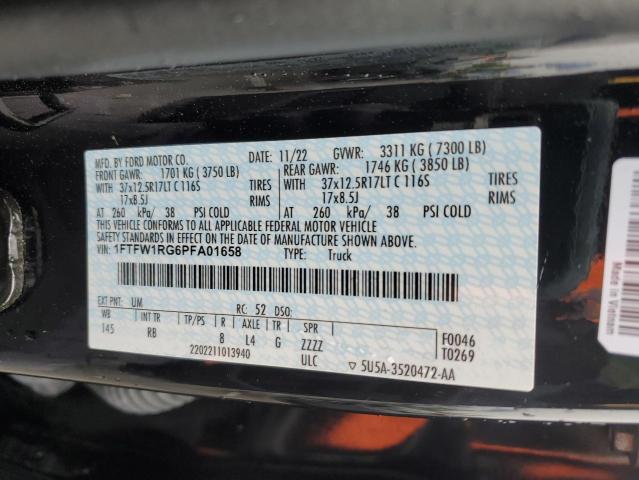 MFD. BY FORD MOTOR CO.
DATE: 11/22 GVWR: 3311 KG ( 7300 LB)
FRONT GAWR: 1701 KG ( 3750 LB) REAR GAWR: 1746 KG ( 3850 LB)
WITH 37x12.5R17LT C 116S TIRES 37x12.5R17LT C 116S TIRES
17x8.5J RIMS 17x8.5J RIMS
AT 260 kPa/ 38 PSI COLD AT 260 kPa/ 38 PSI COLD
THIS VEHICLE CONFORMS TO ALL APPLICABLE FEDERAL MOTOR VEHICLE
SAFETY STANDARDS IN EFFECT ON THE DATE OF MANUFACTURE SHOWN ABOVE.
VIN: 1FTFW1RG6PFA01658 TYPE: Truck
EXT PNT: UM RC: 52 DSO:
WB INT TR TP/PS R AXLE TR SPR
145 RB 8 L4 G ZZZZ
2202211013940 ULC
F0046
T0269
▽ 5U5A-3520472-AA
Made in Vietnam